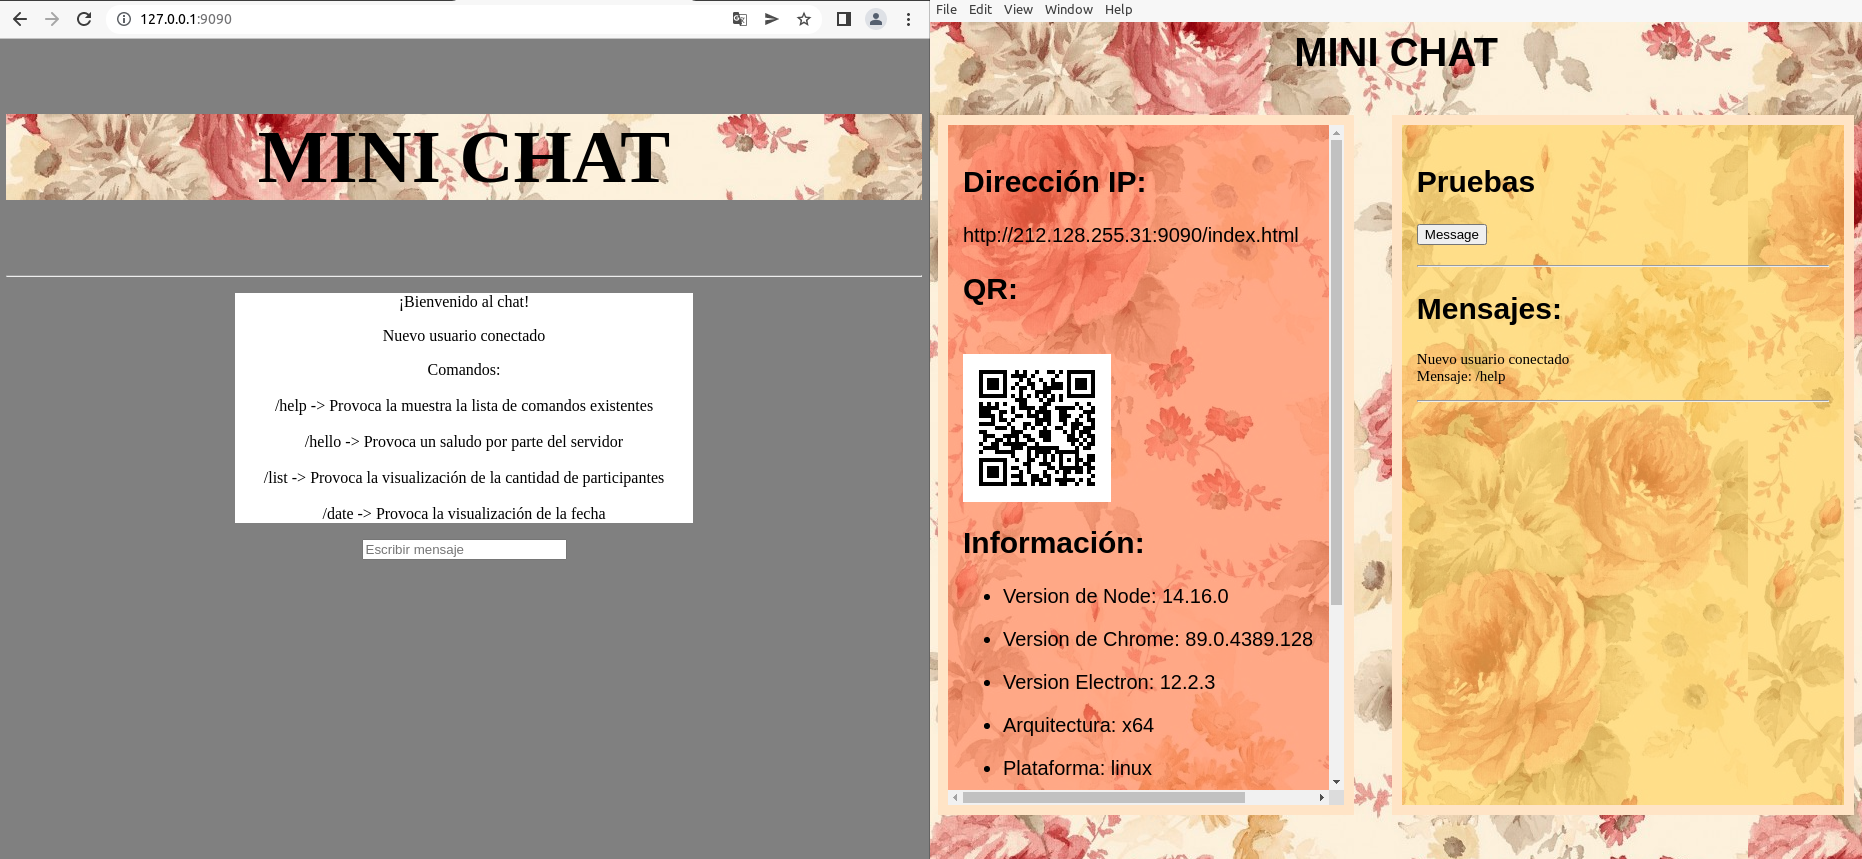 127.0.0.1:9090
MINI CHAT
¡Bienvenido al chat!
Nuevo usuario conectado
Comandos:
/help -> Provoca la muestra la lista de comandos existentes
/hello -> Provoca un saludo por parte del servidor
/list -> Provoca la visualización de la cantidad de participantes
/date -> Provoca la visualización de la fecha
Escribir mensaje
File Edit View Window Help
MINI CHAT
Dirección IP:
http://212.128.255.31:9090/index.html
QR:
Información:
Version de Node: 14.16.0
Version de Chrome: 89.0.4389.128
Version Electron: 12.2.3
Arquitectura: x64
Plataforma: linux
Pruebas
Message
Mensajes:
Nuevo usuario conectado
Mensaje: /help